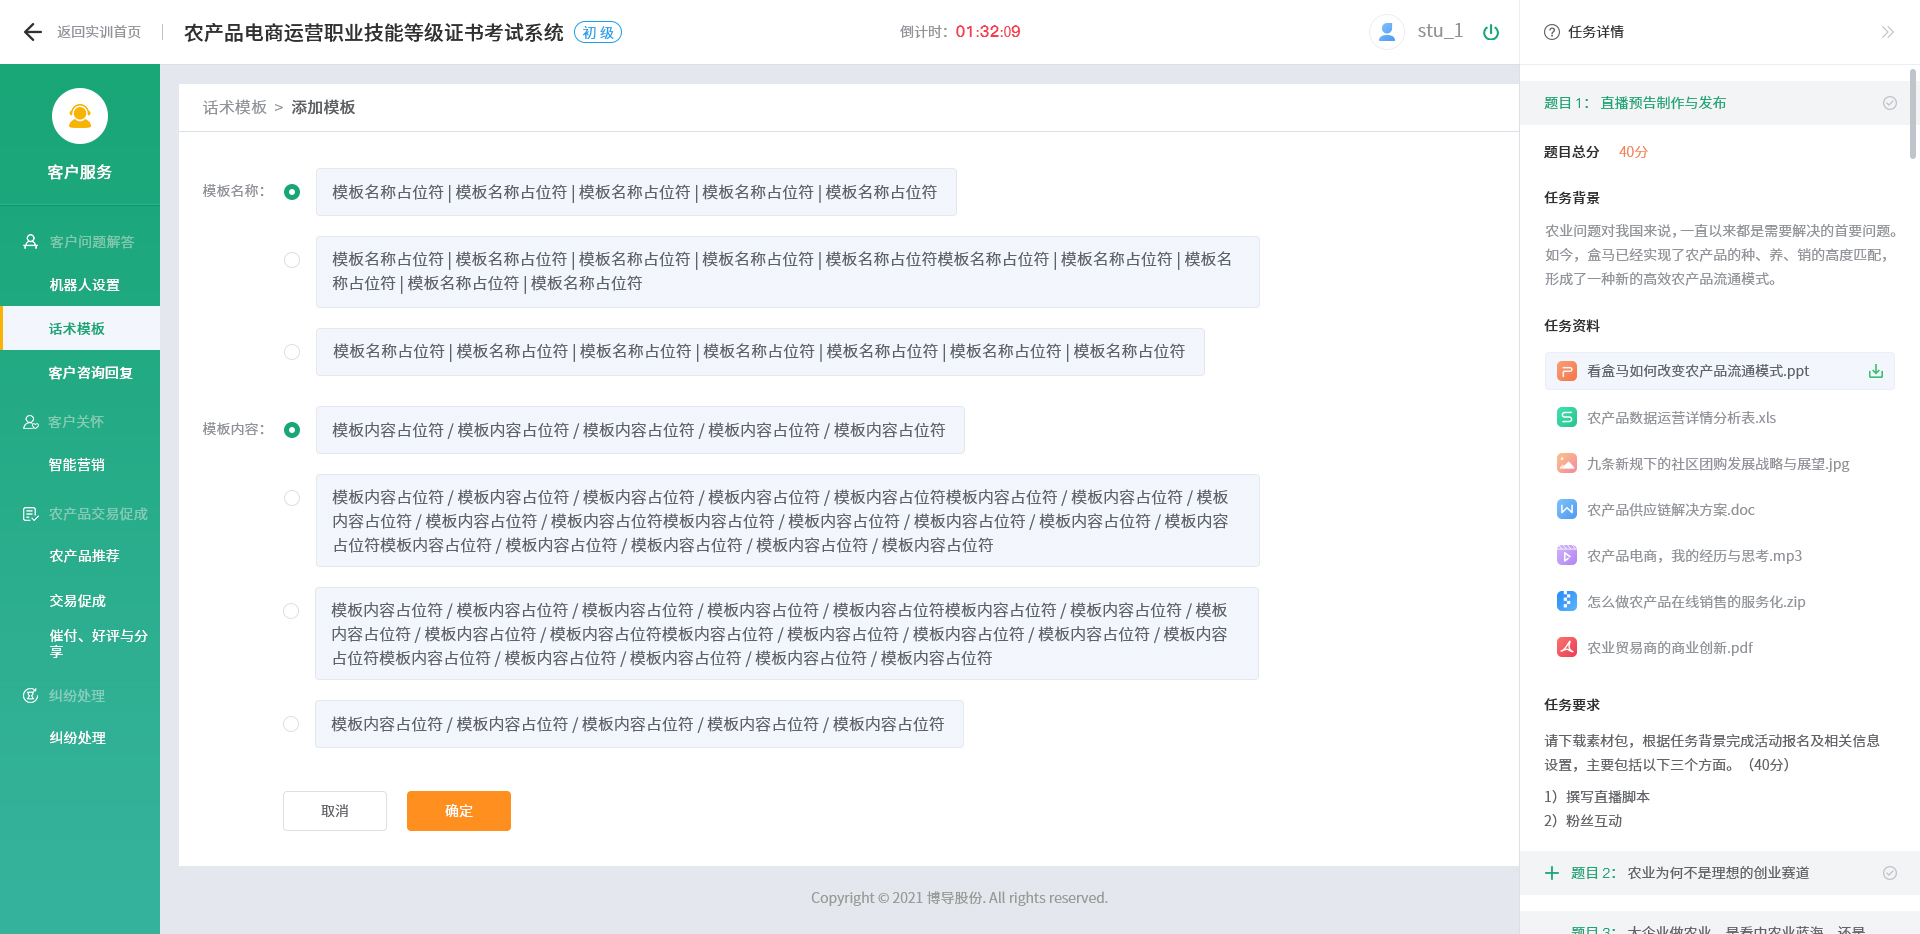 返回实训首页
农产品电商运营职业技能等级证书考试系统
初级
倒计时：01:32:09
stu_1
任务详情
客户服务
客户问题解答
机器人设置
话术模板
客户咨询回复
客户关怀
智能营销
农产品交易促成
农产品推荐
交易促成
催付、好评与分
享
纠纷处理
纠纷处理
话术模板 > 添加模板
模板名称：
模板名称占位符 | 模板名称占位符 | 模板名称占位符 | 模板名称占位符 | 模板名称占位符
模板名称占位符 | 模板名称占位符 | 模板名称占位符 | 模板名称占位符 | 模板名称占位符模板名称占位符 | 模板名称占位符 | 模板名
称占位符 | 模板名称占位符 | 模板名称占位符
模板名称占位符 | 模板名称占位符 | 模板名称占位符 | 模板名称占位符 | 模板名称占位符 | 模板名称占位符 | 模板名称占位符
模板内容：
模板内容占位符 / 模板内容占位符 / 模板内容占位符 / 模板内容占位符 / 模板内容占位符
模板内容占位符 / 模板内容占位符 / 模板内容占位符 / 模板内容占位符 / 模板内容占位符模板内容占位符 / 模板内容占位符 / 模板
内容占位符 / 模板内容占位符 / 模板内容占位符模板内容占位符 / 模板内容占位符 / 模板内容占位符 / 模板内容占位符 / 模板内容
占位符模板内容占位符 / 模板内容占位符 / 模板内容占位符 / 模板内容占位符 / 模板内容占位符
模板内容占位符 / 模板内容占位符 / 模板内容占位符 / 模板内容占位符 / 模板内容占位符模板内容占位符 / 模板内容占位符 / 模板
内容占位符 / 模板内容占位符 / 模板内容占位符模板内容占位符 / 模板内容占位符 / 模板内容占位符 / 模板内容占位符 / 模板内容
占位符模板内容占位符 / 模板内容占位符 / 模板内容占位符 / 模板内容占位符 / 模板内容占位符
模板内容占位符 / 模板内容占位符 / 模板内容占位符 / 模板内容占位符 / 模板内容占位符
取消
确定
Copyright © 2021 博导股份. All rights reserved.
题目 1： 直播预告制作与发布
题目总分 40分
任务背景
农业问题对我国来说，一直以来都是需要解决的首要问题。
如今，盒马已经实现了农产品的种、养、销的高度匹配，
形成了一种新的高效农产品流通模式。
任务资料
看盒马如何改变农产品流通模式.ppt
农产品数据运营详情分析表.xls
九条新规下的社区团购发展战略与展望.jpg
农产品供应链解决方案.doc
农产品电商，我的经历与思考.mp3
怎么做农产品在线销售的服务化.zip
农业贸易商的商业创新.pdf
任务要求
请下载素材包，根据任务背景完成活动报名及相关信息
设置，主要包括以下三个方面。（40分）
1）撰写直播脚本
2）粉丝互动
题目 2： 农业为何不是理想的创业赛道
题目 3： 大企业做农业，是看中农业蓝海，还是